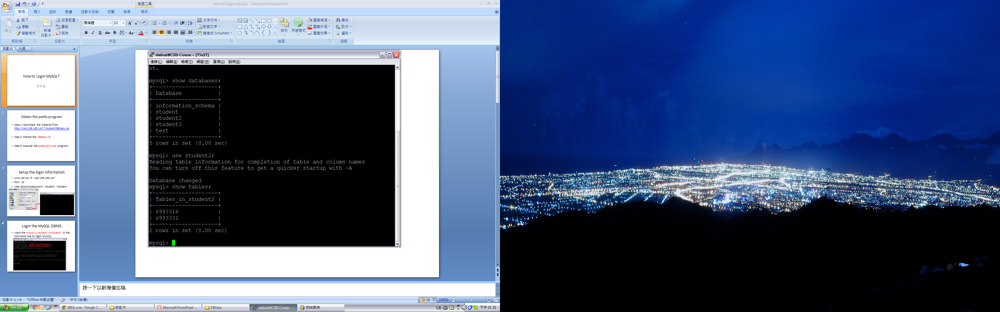 hoH to login MySQL - Microsoft PowerPoint
繪圖工具
常用 插入 設計 動畫 投影片放映 校閱 檢視 格式
貼上 剪下 複製 複製格式 剪貼簿
新增投影片 版面配置 重設 刪除 投影片
標楷體 32 字型
文字方向 對齊文字 轉換成 SmartArt 段落
排列 快速樣式 圖案填滿 圖案外框 圖案效果 繪圖
尋找 取代 選取 編輯
投影片 大綱
1
How to Login MySQL?
2
Obtain the pietty program
• Step 1: Download the material from
http://140.138.150.147/~student/DBclass.rar
• Step 2: Extract the DBclass.rar
• Step 3: execute the pietty0327.exe program
3
Setup the login information
• Linux server IP : 140.138.150.147
• Port : 22
• User account/password : student / student
4
Login the MySQL DBMS
• Input the mysql –u student –p'student' in the
command line to login MySQL.
student@CSB-Course:~ [75x27]
連線(C) 編輯(E) 檢視(V) 視窗(W) 選項(O) 說明(H)
nt.
mysql> show databases;
+--------------------+
| Database           |
+--------------------+
| information_schema |
| student            |
| student2           |
| student3           |
| test               |
+--------------------+
5 rows in set (0.00 sec)
mysql> use student2;
Reading table information for completion of table and column names
You can turn off this feature to get a quicker startup with -A
Database changed
mysql> show tables;
+--------------------+
| Tables_in_student2 |
+--------------------+
| s993316            |
| s993332            |
+--------------------+
2 rows in set (0.00 sec)
mysql>
按一下以新增備忘稿
投影片 1 / 4 "Office 佈景主題" 中文 (台灣) 106%
開始 NBA.com - Google C... 投影片 Microsoft PowerPoint ... DBclass student@CSB-Course:... 即時辭典 CH 下午 01:32